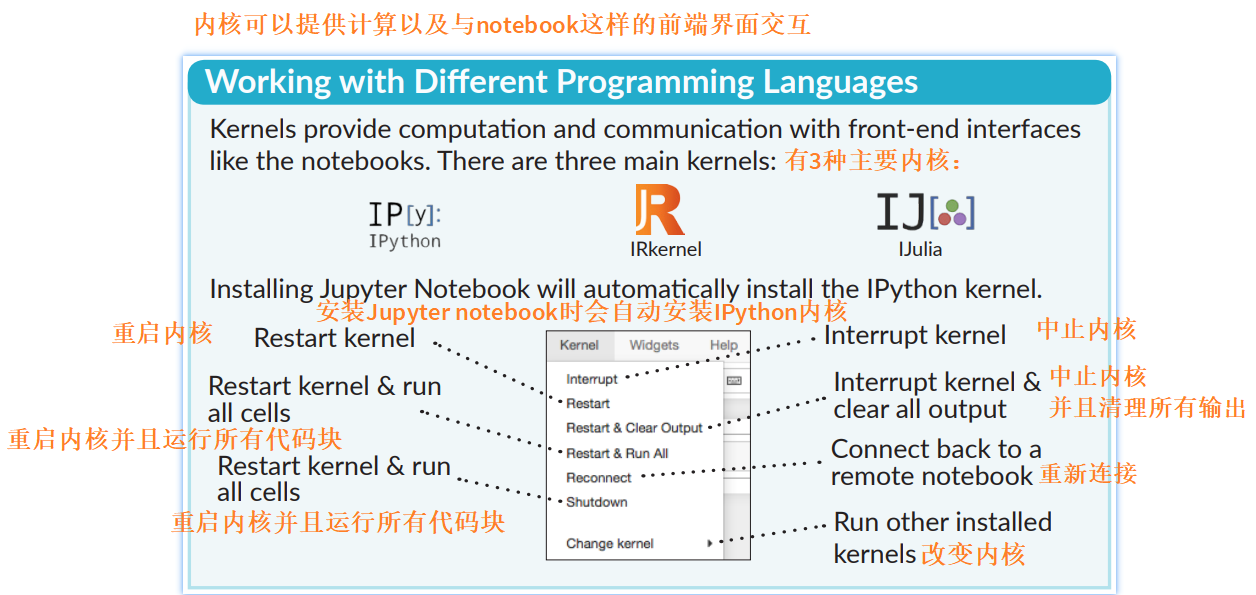 内核可以提供计算以及与notebook这样的前端界面交互
Working with Different Programming Languages
Kernels provide computation and communication with front-end interfaces
like the notebooks. There are three main kernels: 有3种主要内核：
IP[y]:
IPython
R
IRkernel
IJ[]
IJulia
Installing Jupyter Notebook will automatically install the IPython kernel.
安装Jupyter notebook时会自动安装IPython内核
重启内核
Restart kernel
Restart kernel & run
all cells
重启内核并且运行所有代码块
Restart kernel & run
all cells
重启内核并且运行所有代码块
Kernel Widgets Help
Interrupt
Restart
Restart & Clear Output
Restart & Run All
Reconnect
Shutdown
Change kernel
Interrupt kernel 中止内核
Interrupt kernel & 中止内核
clear all output 并且清理所有输出
Connect back to a
remote notebook 重新连接
Run other installed
kernels 改变内核